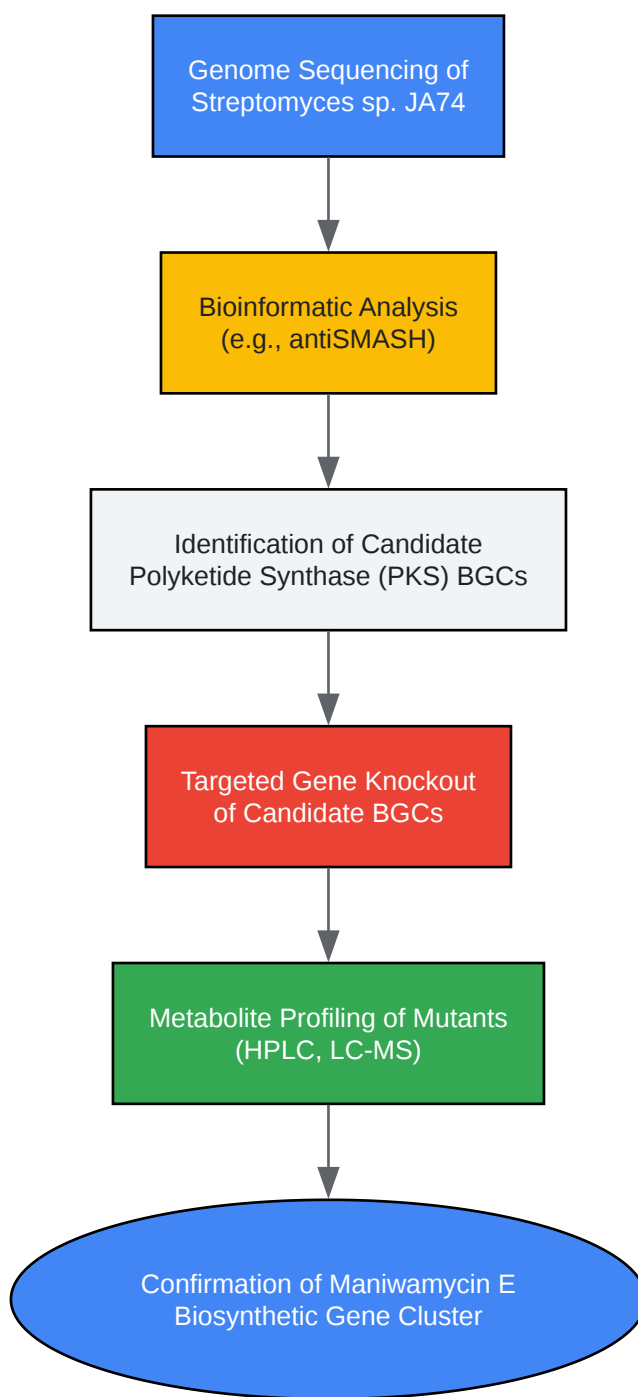 Genome Sequencing of
Streptomyces sp. JA74
Bioinformatic Analysis
(e.g., antiSMASH)
Identification of Candidate
Polyketide Synthase (PKS) BGCs
Targeted Gene Knockout
of Candidate BGCs
Metabolite Profiling of Mutants
(HPLC, LC-MS)
Confirmation of Maniwamycin E
Biosynthetic Gene Cluster